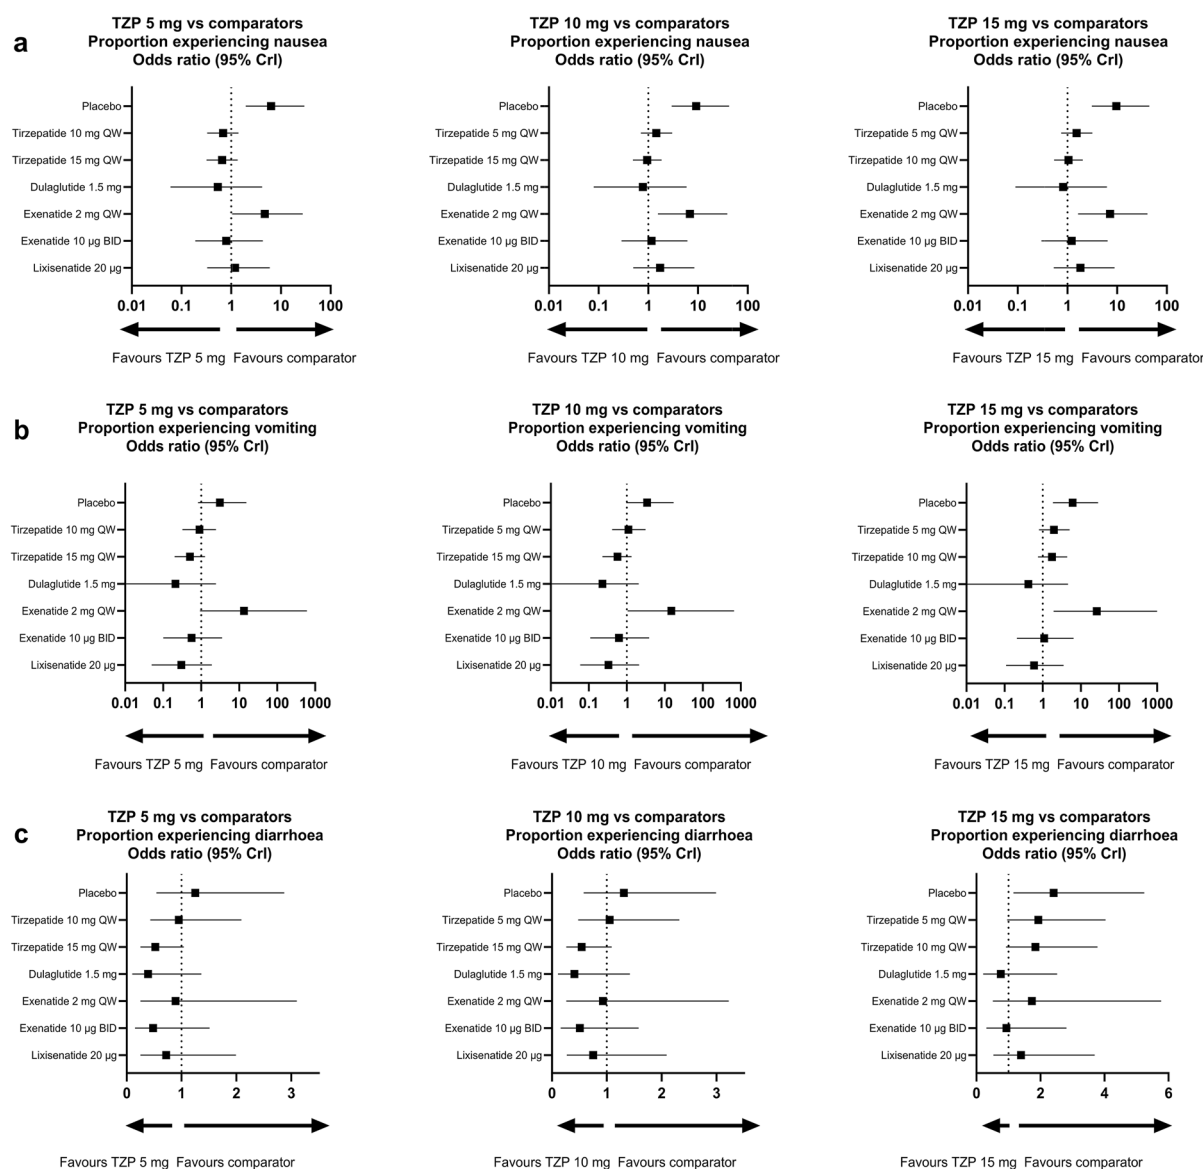 a
TZP 5 mg vs comparators
Proportion experiencing nausea
Odds ratio (95% CrI)
Placebo
Tirzepatide 10 mg QW
Tirzepatide 15 mg QW
Dulaglutide 1.5 mg
Exenatide 2 mg QW
Exenatide 10 µg BID
Lixisenatide 20 µg
0.01 0.1 1 10 100
Favours TZP 5 mg Favours comparator
TZP 10 mg vs comparators
Proportion experiencing nausea
Odds ratio (95% CrI)
Placebo
Tirzepatide 5 mg QW
Tirzepatide 15 mg QW
Dulaglutide 1.5 mg
Exenatide 2 mg QW
Exenatide 10 µg BID
Lixisenatide 20 µg
0.01 0.1 1 10 100
Favours TZP 10 mg Favours comparator
TZP 15 mg vs comparators
Proportion experiencing nausea
Odds ratio (95% CrI)
Placebo
Tirzepatide 5 mg QW
Tirzepatide 10 mg QW
Dulaglutide 1.5 mg
Exenatide 2 mg QW
Exenatide 10 µg BID
Lixisenatide 20 µg
0.01 0.1 1 10 100
Favours TZP 15 mg Favours comparator
b
TZP 5 mg vs comparators
Proportion experiencing vomiting
Odds ratio (95% CrI)
Placebo
Tirzepatide 10 mg QW
Tirzepatide 15 mg QW
Dulaglutide 1.5 mg
Exenatide 2 mg QW
Exenatide 10 µg BID
Lixisenatide 20 µg
0.01 0.1 1 10 100 1000
Favours TZP 5 mg Favours comparator
TZP 10 mg vs comparators
Proportion experiencing vomiting
Odds ratio (95% CrI)
Placebo
Tirzepatide 5 mg QW
Tirzepatide 15 mg QW
Dulaglutide 1.5 mg
Exenatide 2 mg QW
Exenatide 10 µg BID
Lixisenatide 20 µg
0.01 0.1 1 10 100 1000
Favours TZP 10 mg Favours comparator
TZP 15 mg vs comparators
Proportion experiencing vomiting
Odds ratio (95% CrI)
Placebo
Tirzepatide 5 mg QW
Tirzepatide 10 mg QW
Dulaglutide 1.5 mg
Exenatide 2 mg QW
Exenatide 10 µg BID
Lixisenatide 20 µg
0.01 0.1 1 10 100 1000
Favours TZP 15 mg Favours comparator
c
TZP 5 mg vs comparators
Proportion experiencing diarrhoea
Odds ratio (95% CrI)
Placebo
Tirzepatide 10 mg QW
Tirzepatide 15 mg QW
Dulaglutide 1.5 mg
Exenatide 2 mg QW
Exenatide 10 µg BID
Lixisenatide 20 µg
0 1 2 3
Favours TZP 5 mg Favours comparator
TZP 10 mg vs comparators
Proportion experiencing diarrhoea
Odds ratio (95% CrI)
Placebo
Tirzepatide 5 mg QW
Tirzepatide 15 mg QW
Dulaglutide 1.5 mg
Exenatide 2 mg QW
Exenatide 10 µg BID
Lixisenatide 20 µg
0 1 2 3
Favours TZP 10 mg Favours comparator
TZP 15 mg vs comparators
Proportion experiencing diarrhoea
Odds ratio (95% CrI)
Placebo
Tirzepatide 5 mg QW
Tirzepatide 10 mg QW
Dulaglutide 1.5 mg
Exenatide 2 mg QW
Exenatide 10 µg BID
Lixisenatide 20 µg
0 2 4 6
Favours TZP 15 mg Favours comparator